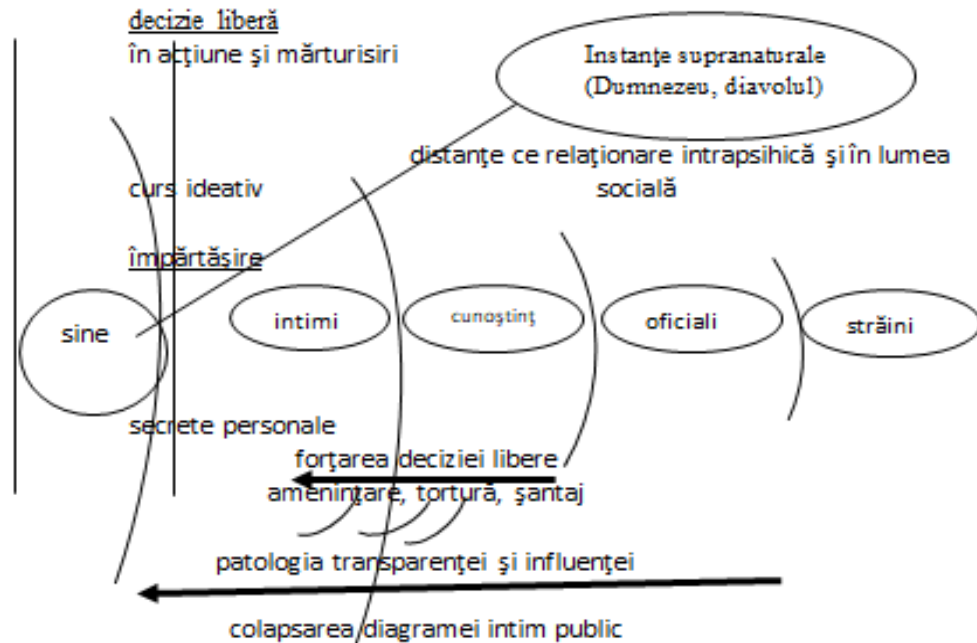 decizie liberă
în acţiune şi mărturisiri
Instanţe supranaturale
(Dumnezeu, diavolul)
distanţe ce relaţionare intrapsihică şi în lumea
socială
curs ideativ
împărtăşire
sine
intimi
cunoştinţ
oficiali
străini
secrete personale
forţarea deciziei libere
ameninţare, tortură, şantaj
patologia transparenţei şi influenţei
colapsarea diagramei intim public